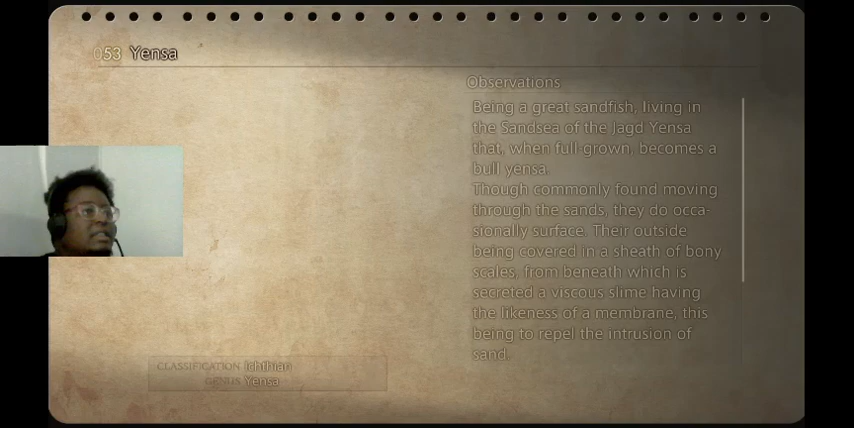 053 Yensa
Observations
Being a great sandfish, living in
the Sandsea of the Jagd Yensa
that, when full-grown, becomes a
bull yensa.
Though commonly found moving
through the sands, they do occa-
sionally surface. Their outside
being covered in a sheath of bony
scales, from beneath which is
secreted a viscous slime having
the likeness of a membrane, this
being to repel the intrusion of
sand.
CLASSIFICATION Ichthian
GENUS Yensa